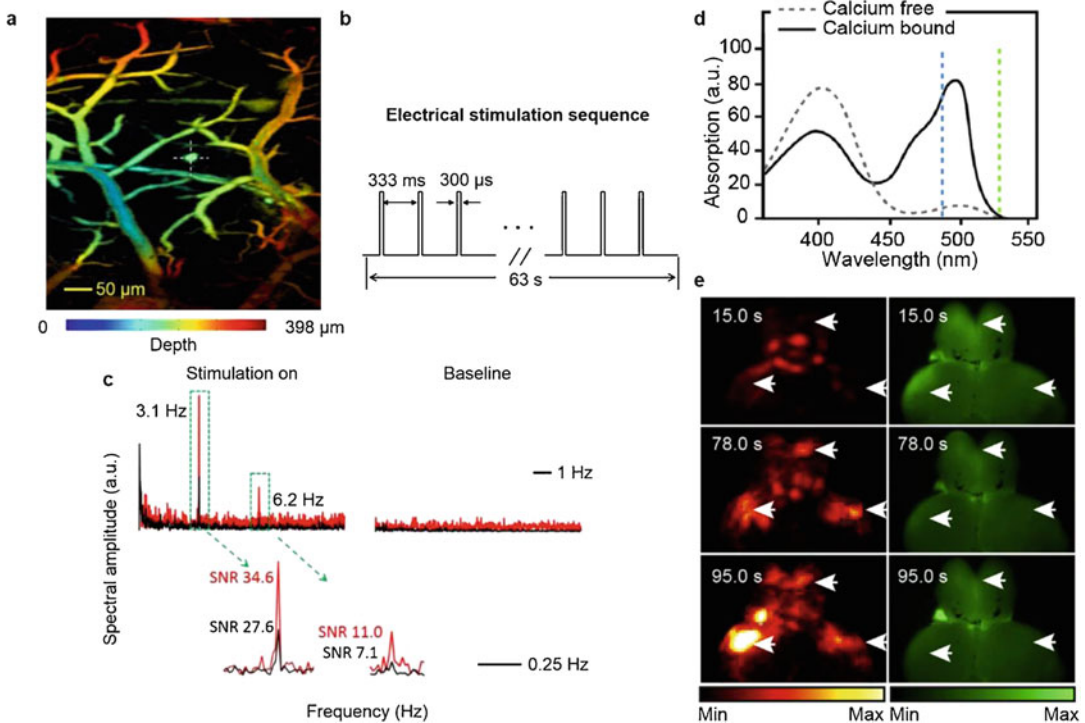 a
50 µm
0
398 µm
Depth
b
Electrical stimulation sequence
333 ms
300 µs
• • •
63 s
c
Stimulation on
Baseline
Spectral amplitude (a.u.)
3.1 Hz
6.2 Hz
1 Hz
SNR 34.6
SNR 27.6
SNR 11.0
SNR 7.1
0.25 Hz
Frequency (Hz)
d
Calcium free
Calcium bound
Absorption (a.u.)
100
80
60
40
20
0
400
450
500
550
Wavelength (nm)
e
15.0 s
15.0 s
78.0 s
78.0 s
95.0 s
95.0 s
Min
Max
Min
Max